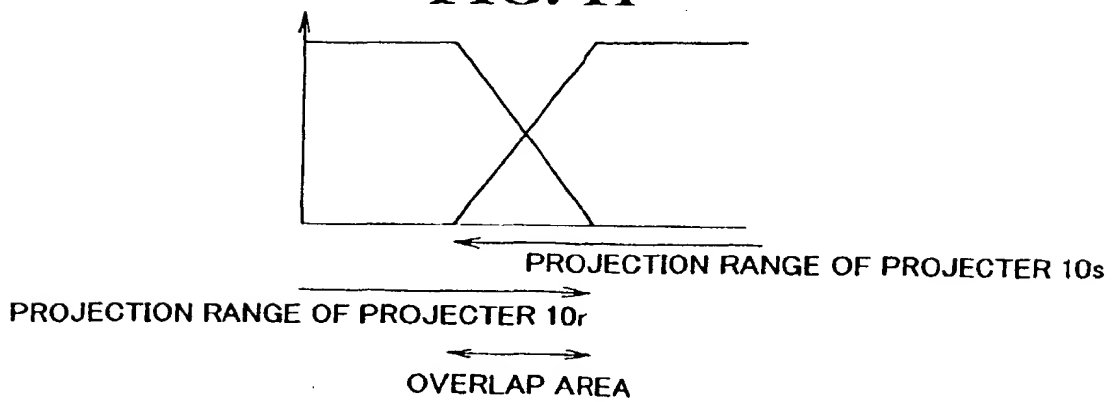 PROJECTION RANGE OF PROJECTER 10s
PROJECTION RANGE OF PROJECTER 10r
OVERLAP AREA